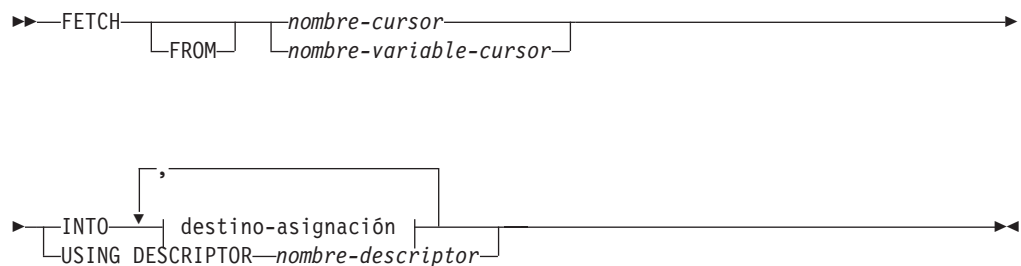 FETCH nombre-cursor
FROM nombre-variable-cursor
,
INTO destino-asignación
USING DESCRIPTOR nombre-descriptor